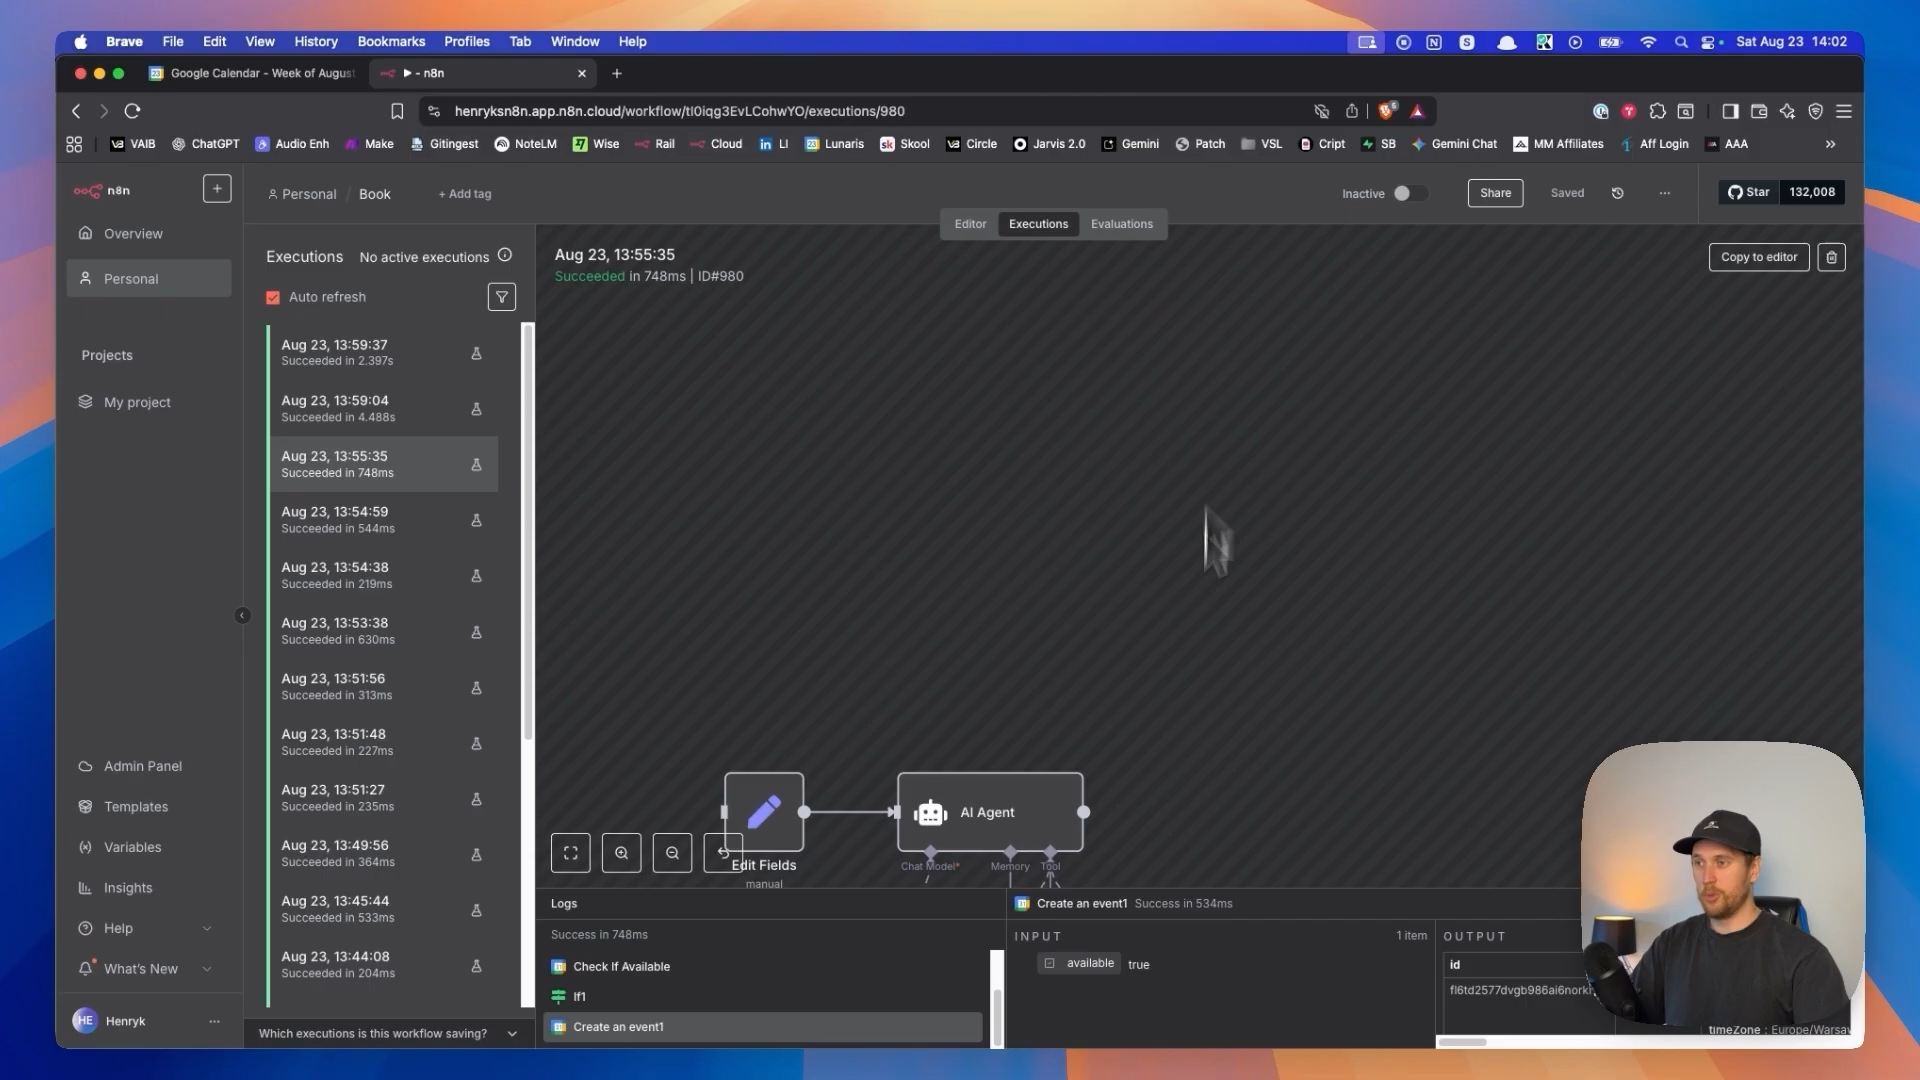 Brave File Edit View History Bookmarks Profiles Tab Window Help Sat Aug 23 14:02
Google Calendar - Week of August
- n8n
henryksn8n.app.n8n.cloud/workflow/tl0iqg3EvLCohwYO/executions/980
VAIB ChatGPT Audio Enh Make Gitingest NoteLM Wise Rail Cloud LI Lunaris Skool Circle Jarvis 2.0 Gemini Patch VSL Cript SB Gemini Chat MM Affiliates Aff Login AAA
n8n
Personal / Book + Add tag
Inactive Share Saved Star 132,008
Editor Executions Evaluations
Overview
Personal
Projects
My project
Admin Panel
Templates
Variables
Insights
Help
What's New
HE Henryk
Executions No active executions
Auto refresh
Aug 23, 13:59:37
Succeeded in 2.397s
Aug 23, 13:59:04
Succeeded in 4.488s
Aug 23, 13:55:35
Succeeded in 748ms
Aug 23, 13:54:59
Succeeded in 544ms
Aug 23, 13:54:38
Succeeded in 219ms
Aug 23, 13:53:38
Succeeded in 630ms
Aug 23, 13:51:56
Succeeded in 313ms
Aug 23, 13:51:48
Succeeded in 227ms
Aug 23, 13:51:27
Succeeded in 235ms
Aug 23, 13:49:56
Succeeded in 364ms
Aug 23, 13:45:44
Succeeded in 533ms
Aug 23, 13:44:08
Succeeded in 204ms
Which executions is this workflow saving?
Aug 23, 13:55:35
Succeeded in 748ms | ID#980
Copy to editor
Edit Fields
manual
AI Agent
Chat Model* Memory Tool
Logs
Success in 748ms
Check If Available
If1
Create an event1
Create an event1 Success in 534ms
INPUT 1 item
available true
OUTPUT
id
timeZone : Europe/Warsaw